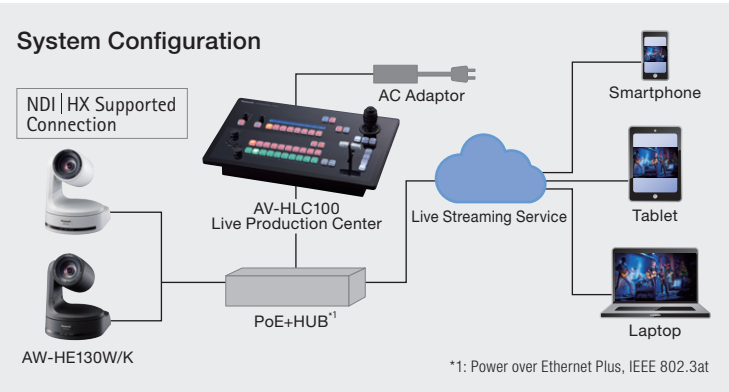 System Configuration
NDI | HX Supported
Connection
AC Adaptor
Smartphone
AV-HLC100
Live Production Center
Live Streaming Service
Tablet
PoE+HUB*1
Laptop
AW-HE130W/K
*1: Power over Ethernet Plus, IEEE 802.3at